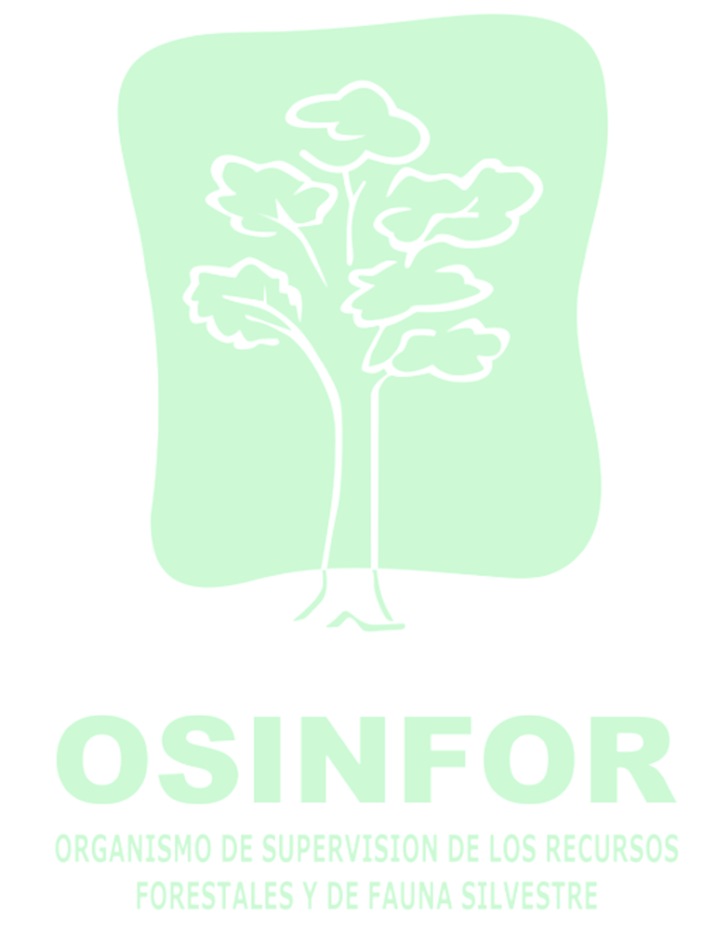 OSINFOR
ORGANISMO DE SUPERVISION DE LOS RECURSOS
FORESTALES Y DE FAUNA SILVESTRE